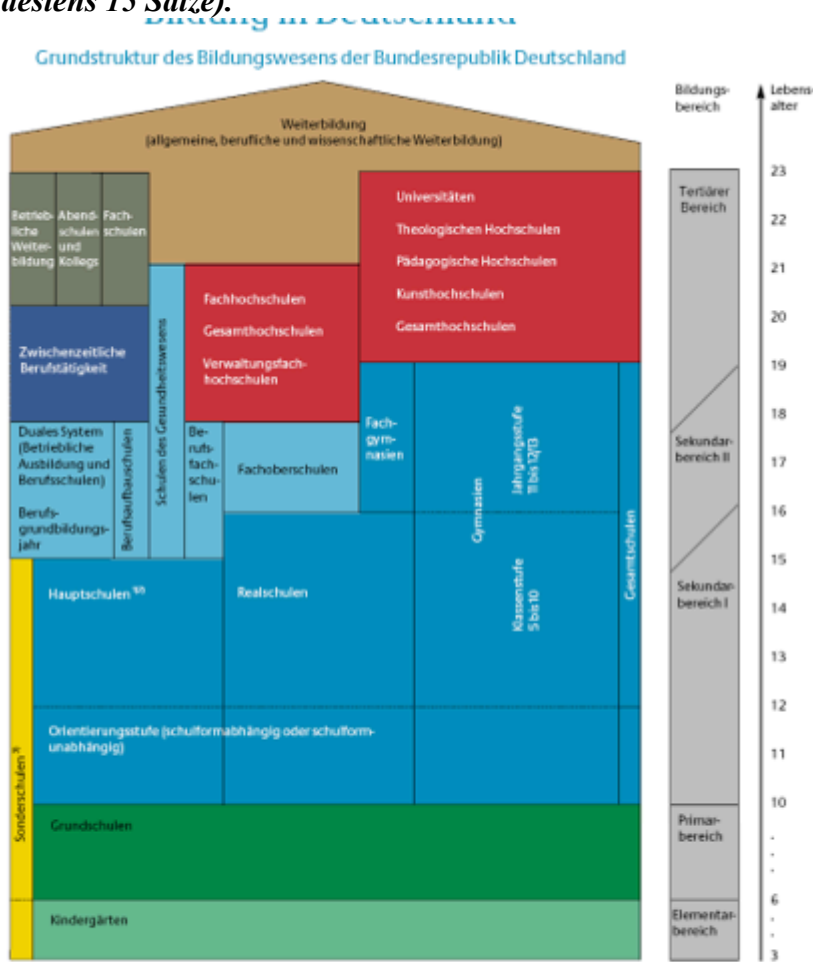 destens 15 Sätze).
Bildung in Deutschland
Grundstruktur des Bildungswesens der Bundesrepublik Deutschland
Bildungs-
bereich
Lebens-
alter
Weiterbildung
(allgemeine, berufliche und wissenschaftliche Weiterbildung)
Betrieb-
liche
Weiter-
bildung
Abend-
schulen
und
Kollegs
Fach-
schulen
Universitäten
Theologischen Hochschulen
Pädagogische Hochschulen
Kunsthochschulen
Gesamthochschulen
Fachhochschulen
Gesamthochschulen
Verwaltungsfach-
hochschulen
Zwischenzeitliche
Berufstätigkeit
Schulen des Gesundheitswesens
Duales System
(Betriebliche
Ausbildung und
Berufsschulen)
Berufs-
grundbildungs-
jahr
Berufsaufbauschulen
Be-
rufs-
fach-
schu-
len
Fachoberschulen
Fach-
gym-
nasien
Gymnasien
Jahrgangsstufe
11 bis 12/13
Klassenstufe
5 bis 10
Gesamtschulen
Hauptschulen
Realschulen
Orientierungsstufe (schulformabhängig oder schulform-
unabhängig)
Sonderschulen
Grundschulen
Kindergärten
Tertiärer
Bereich
Sekundar-
bereich II
Sekundar-
bereich I
Primar-
bereich
Elementar-
bereich
23
22
21
20
19
18
17
16
15
14
13
12
11
10
.
.
.
6
.
.
3